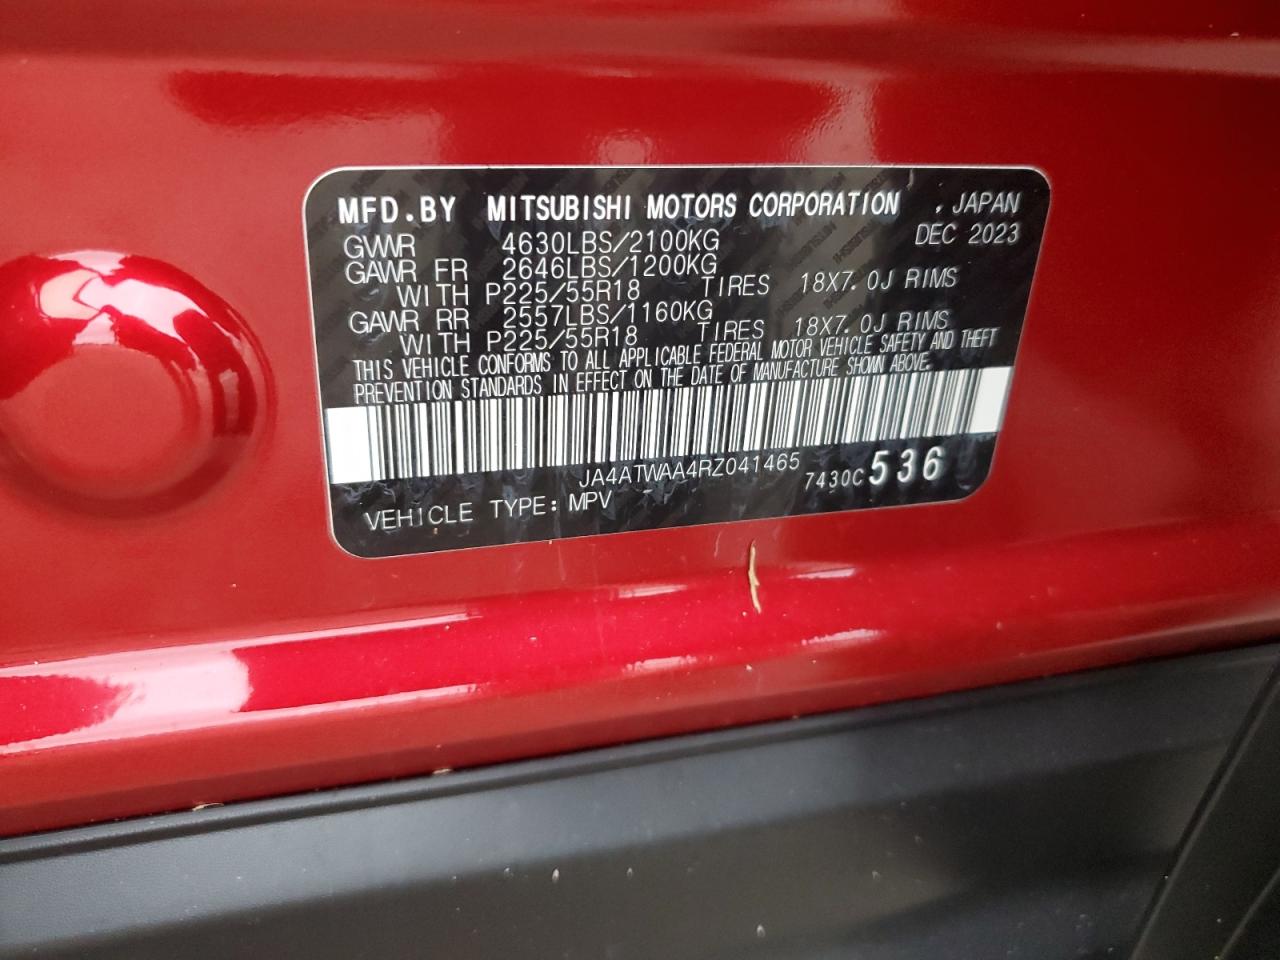 MFD.BY MITSUBISHI MOTORS CORPORATION , JAPAN
GVWR 4630LBS/2100KG DEC 2023
GAWR FR 2646LBS/1200KG
WITH P225/55R18 TIRES 18X7.0J RIMS
GAWR RR 2557LBS/1160KG
WITH P225/55R18 TIRES 18X7.0J RIMS
THIS VEHICLE CONFORMS TO ALL APPLICABLE FEDERAL MOTOR VEHICLE SAFETY AND THEFT
PREVENTION STANDARDS IN EFFECT ON THE DATE OF MANUFACTURE SHOWN ABOVE.
JA4ATWAA4RZ041465 7430C 536
VEHICLE TYPE: MPV